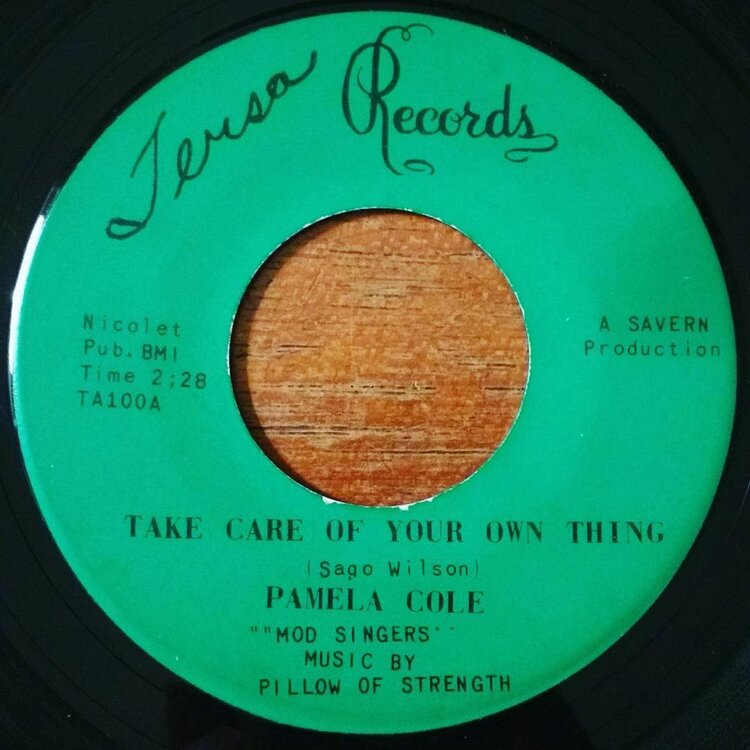 Tersa Records
Nicolet
Pub. BMI
Time 2;28
TA100A
A SAVERN
Production
TAKE CARE OF YOUR OWN THING
(Sago Wilson)
PAMELA COLE
""MOD SINGERS""
MUSIC BY
PILLOW OF STRENGTH